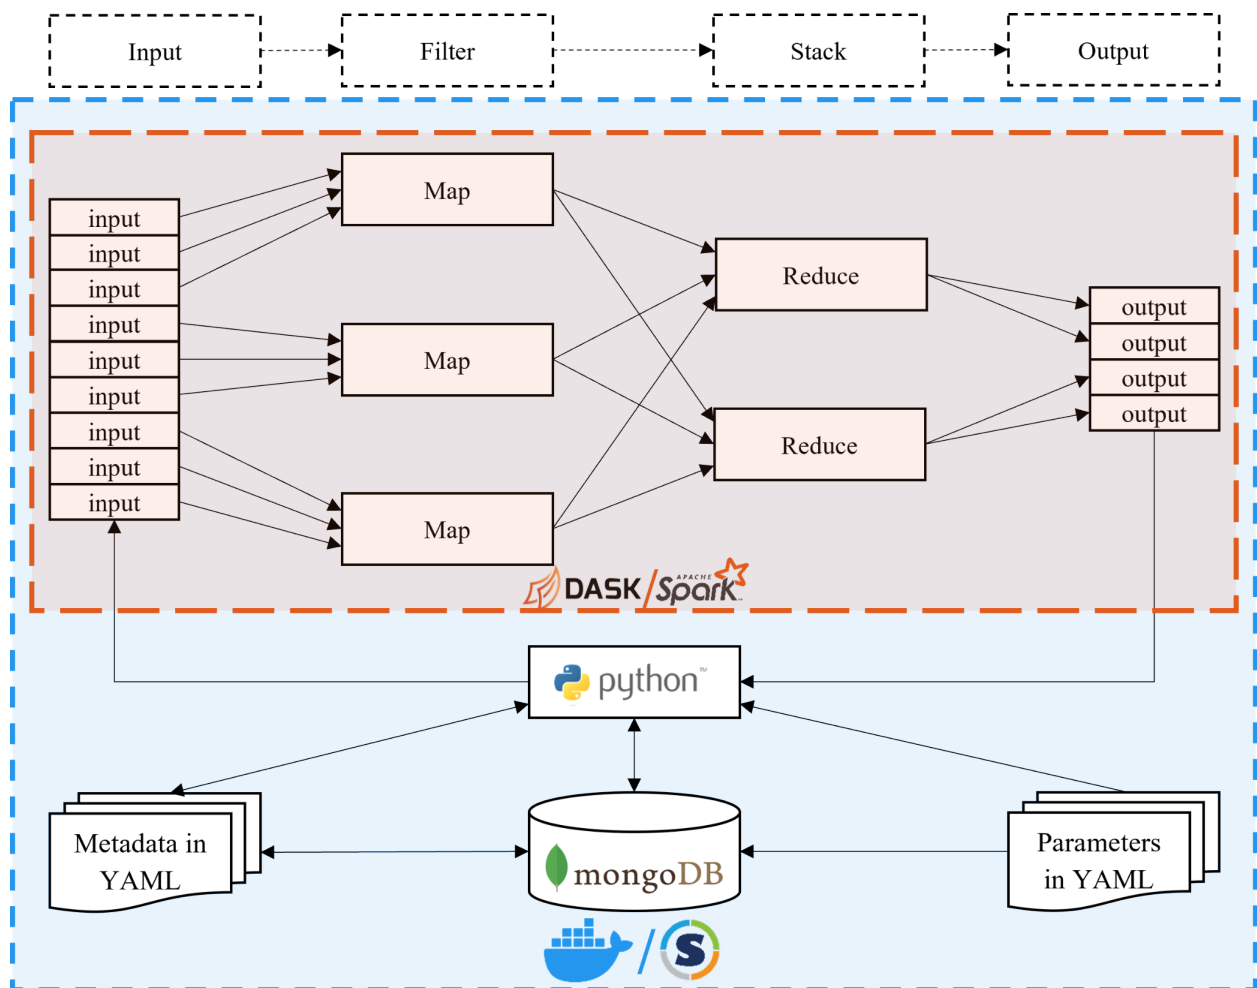 Input
Filter
Stack
Output
Map
input
input
input
input
input
input
input
input
input
Map
Map
Reduce
Reduce
output
output
output
output
DASK / APACHE Spark
python™
Metadata in
YAML
mongoDB
Parameters
in YAML
/ S